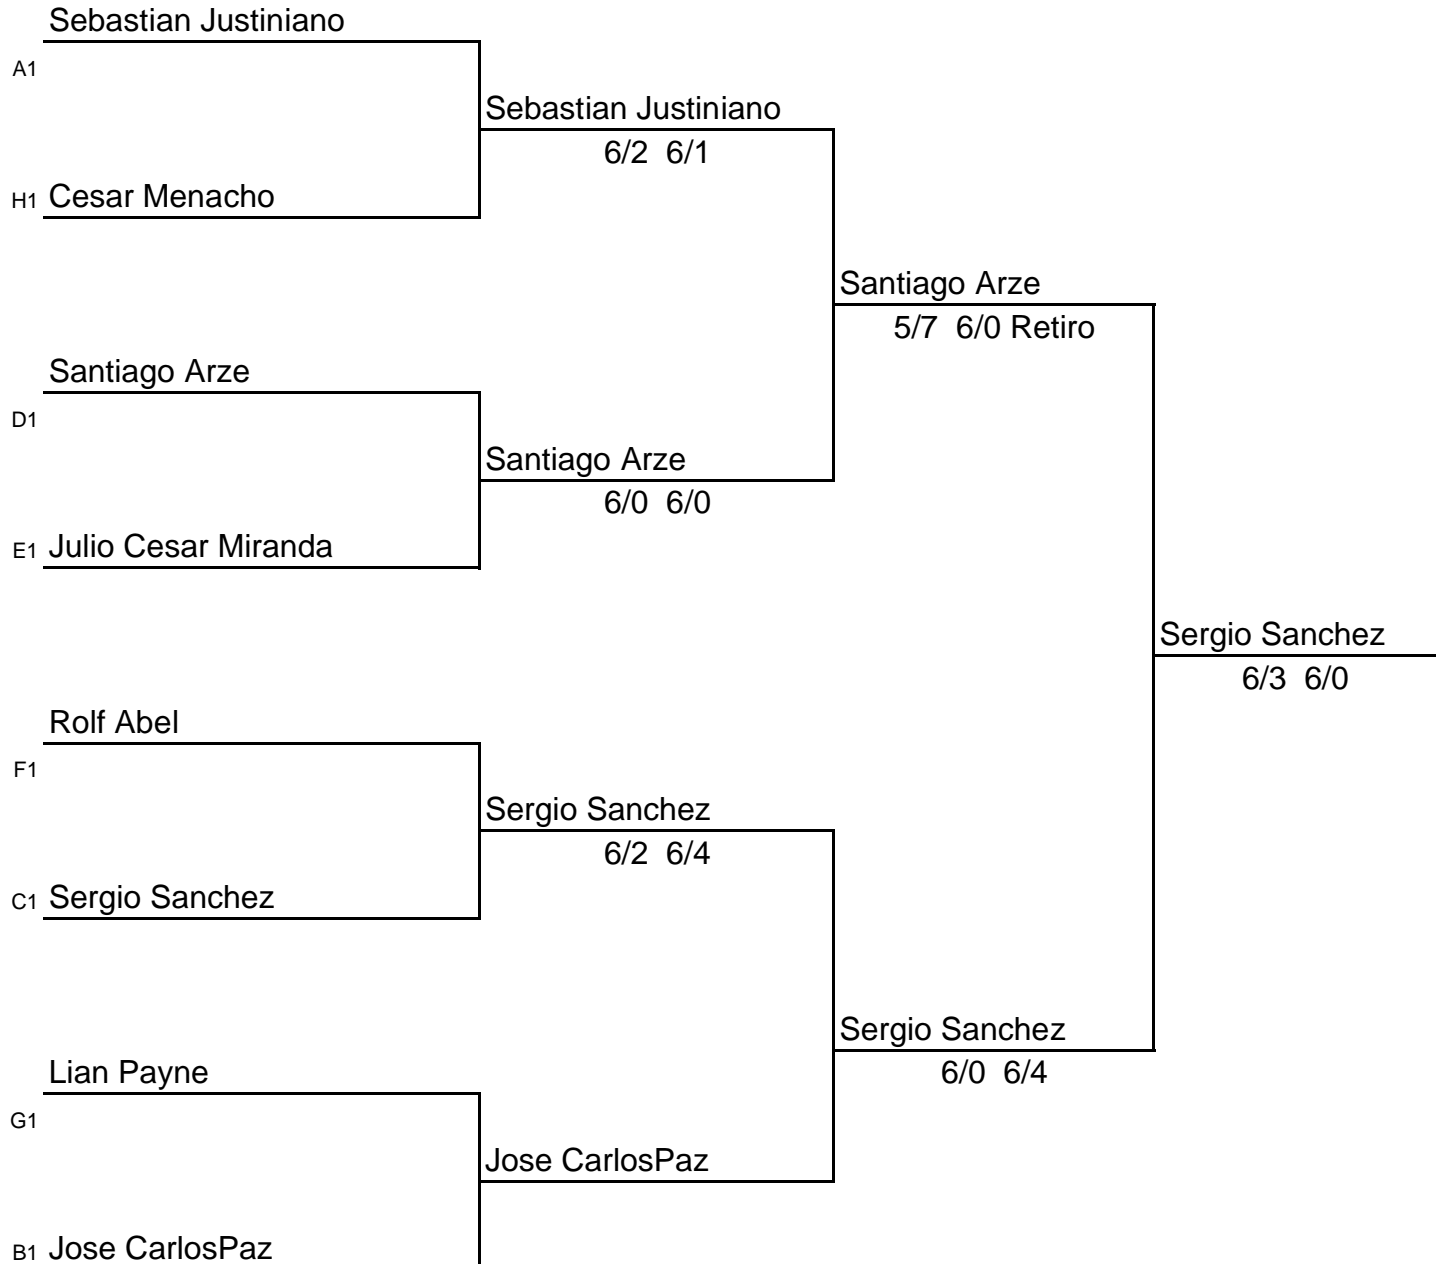 Sebastian Justiniano
A1
Sebastian Justiniano
6/2 6/1
H1 Cesar Menacho
Santiago Arze
5/7 6/0 Retiro
Santiago Arze
D1
Santiago Arze
6/0 6/0
E1 Julio Cesar Miranda
Sergio Sanchez
6/3 6/0
Rolf Abel
F1
Sergio Sanchez
6/2 6/4
C1 Sergio Sanchez
Sergio Sanchez
6/0 6/4
Lian Payne
G1
Jose CarlosPaz
B1 Jose CarlosPaz